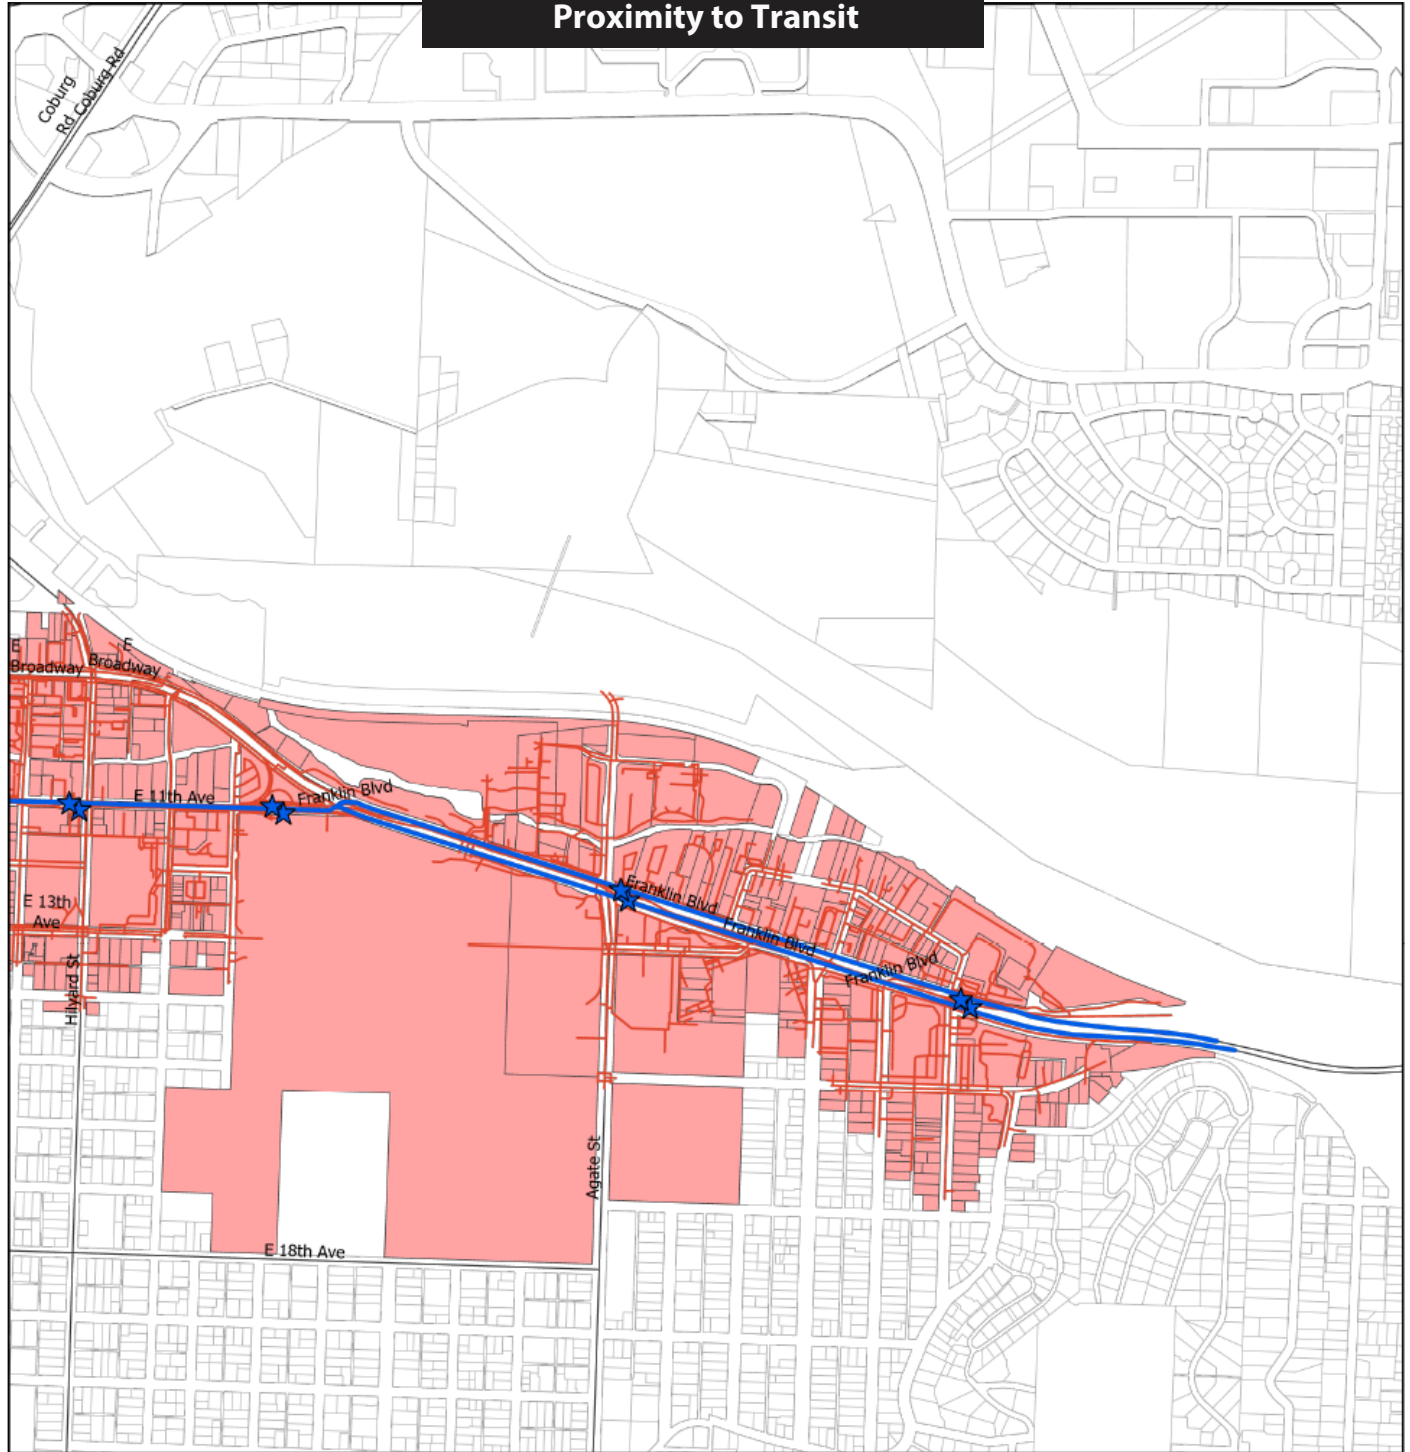 Proximity to Transit
Coburg
Rd
Coburg Rd
E
E
Broadway
Broadway
E 11th Ave
Franklin Blvd
Franklin Blvd
E 13th
Ave
Franklin Blvd
Franklin Blvd
Hilyard St
Agate St
E 18th Ave